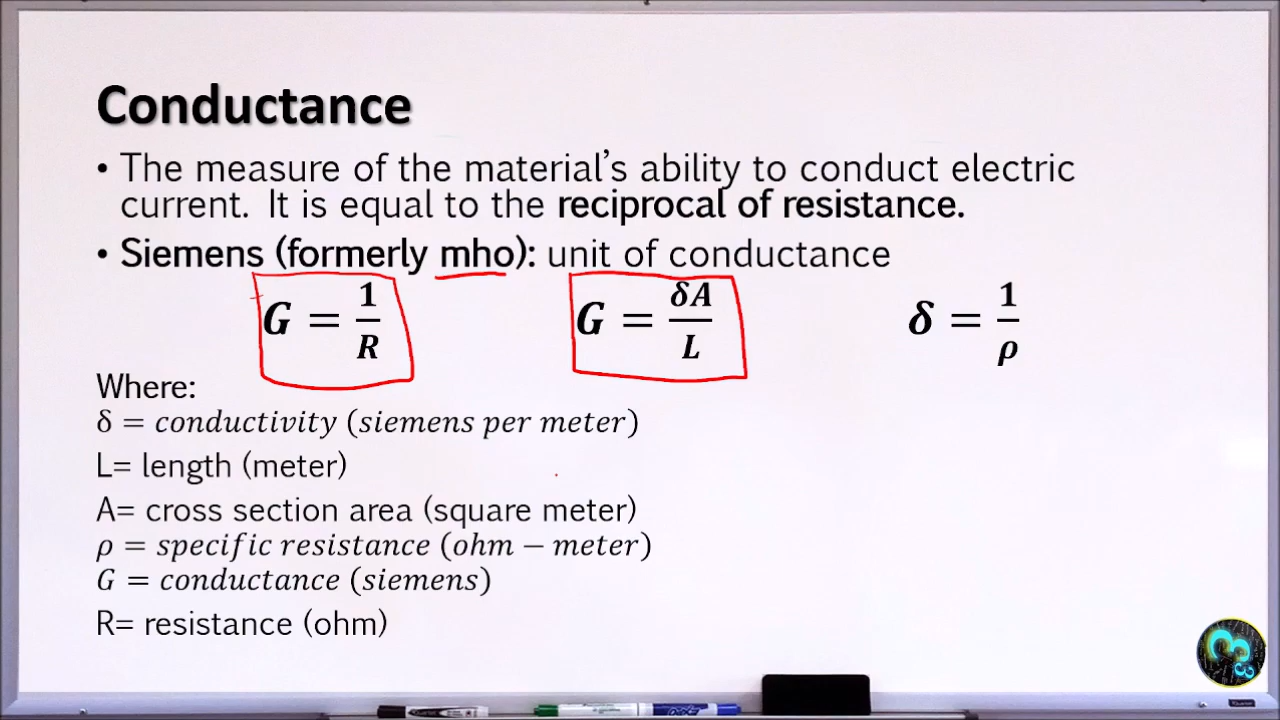 Conductance
• The measure of the material’s ability to conduct electric
current. It is equal to the reciprocal of resistance.
• Siemens (formerly mho): unit of conductance
G = 1/R G = δA/L δ = 1/ρ
Where:
δ = conductivity (siemens per meter)
L= length (meter)
A= cross section area (square meter)
ρ = specific resistance (ohm − meter)
G = conductance (siemens)
R= resistance (ohm)